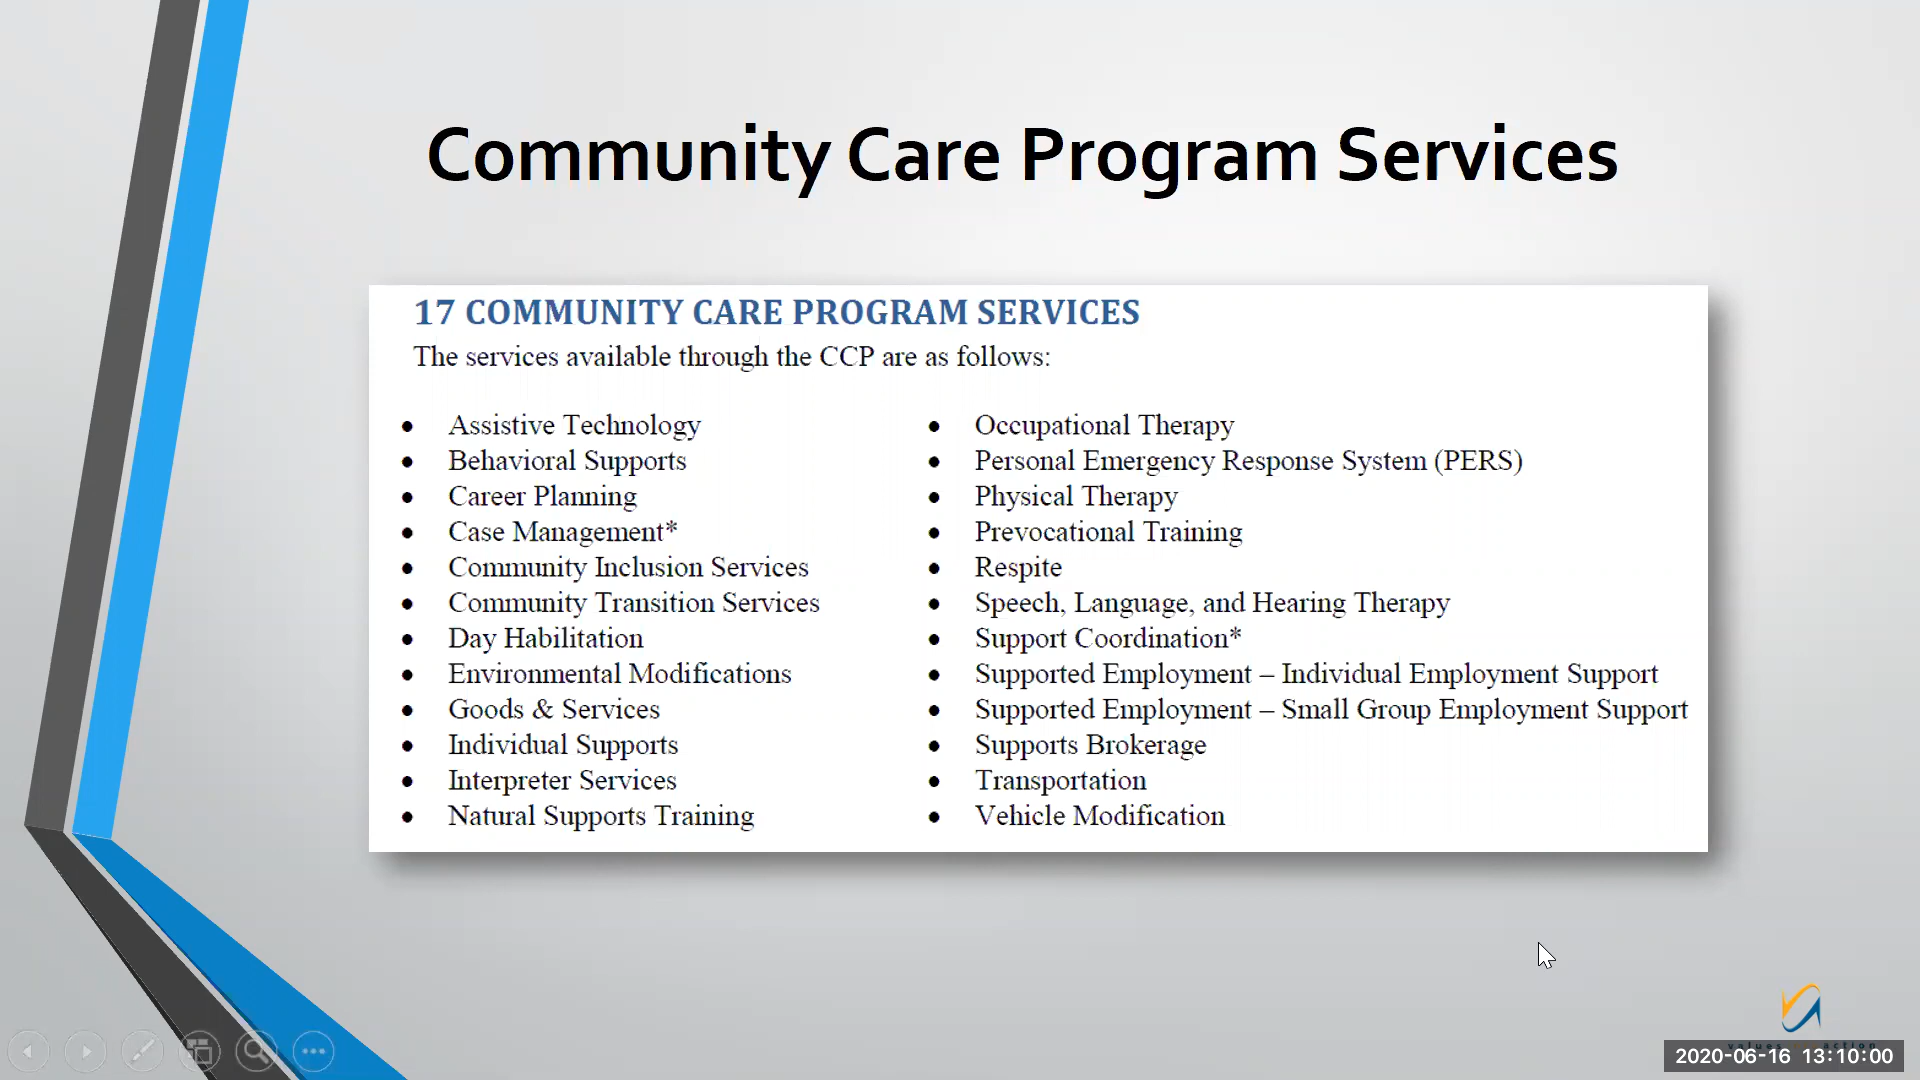 Community Care Program Services
17 COMMUNITY CARE PROGRAM SERVICES
The services available through the CCP are as follows:
• Assistive Technology
• Behavioral Supports
• Career Planning
• Case Management*
• Community Inclusion Services
• Community Transition Services
• Day Habilitation
• Environmental Modifications
• Goods & Services
• Individual Supports
• Interpreter Services
• Natural Supports Training
• Occupational Therapy
• Personal Emergency Response System (PERS)
• Physical Therapy
• Prevocational Training
• Respite
• Speech, Language, and Hearing Therapy
• Support Coordination*
• Supported Employment – Individual Employment Support
• Supported Employment – Small Group Employment Support
• Supports Brokerage
• Transportation
• Vehicle Modification
2020-06-16 13:10:00